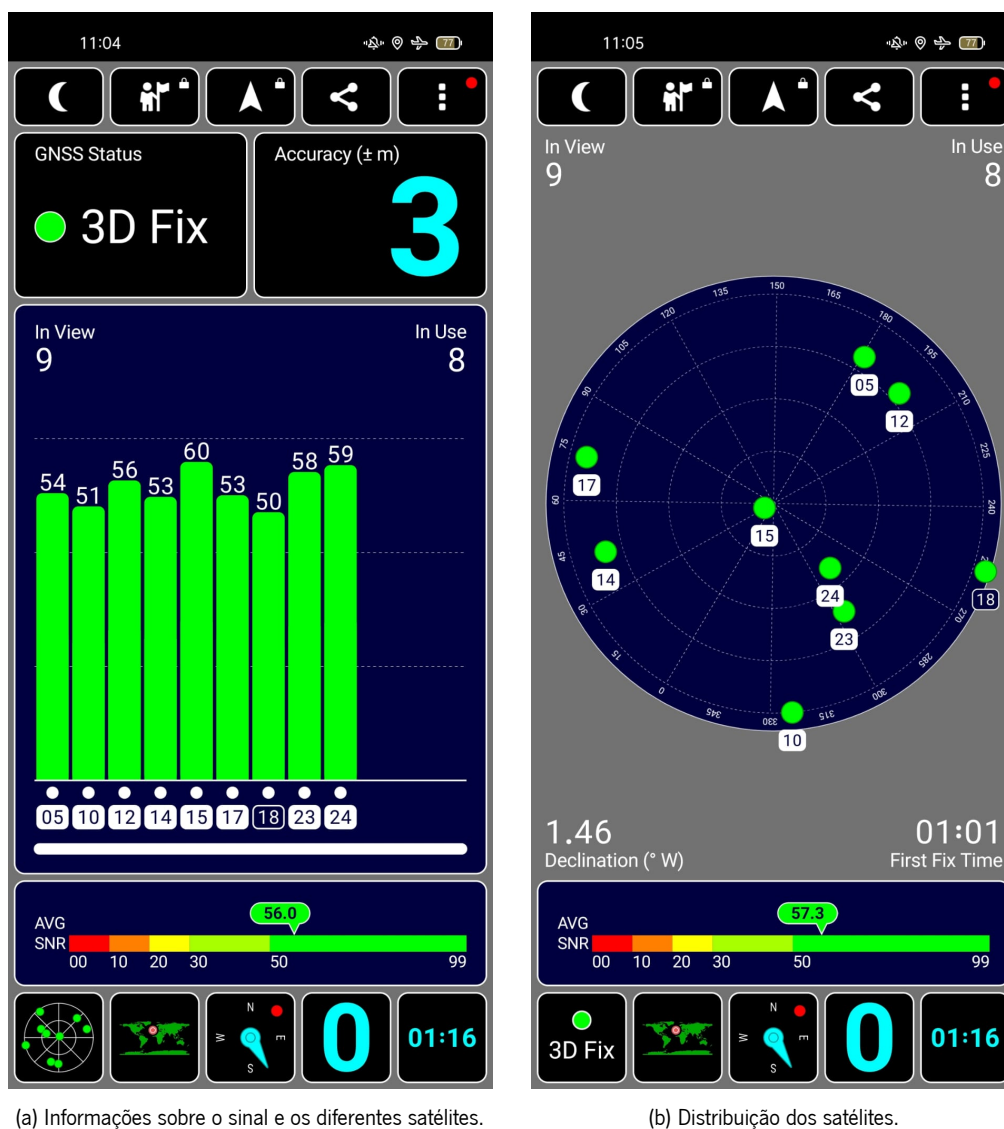 11:04
77
GNSS Status
3D Fix
Accuracy (± m)
3
In View
9
In Use
8
54 51 56 53 60 53 50 58 59
05 10 12 14 15 17 18 23 24
56.0
AVG
SNR
00 10 20 30 50 99
N
W E
S
0
01:16
(a) Informações sobre o sinal e os diferentes satélites.
11:05
77
In View
9
In Use
8
135 150 165
120 180
105 195
90 210
75 225
60 240
45
30 270
15 285
0 300
345 330 315
05
12
17
15
14
24
18
23
10
1.46
Declination (° W)
01:01
First Fix Time
57.3
AVG
SNR
00 10 20 30 50 99
3D Fix
N
W E
S
0
01:16
(b) Distribuição dos satélites.